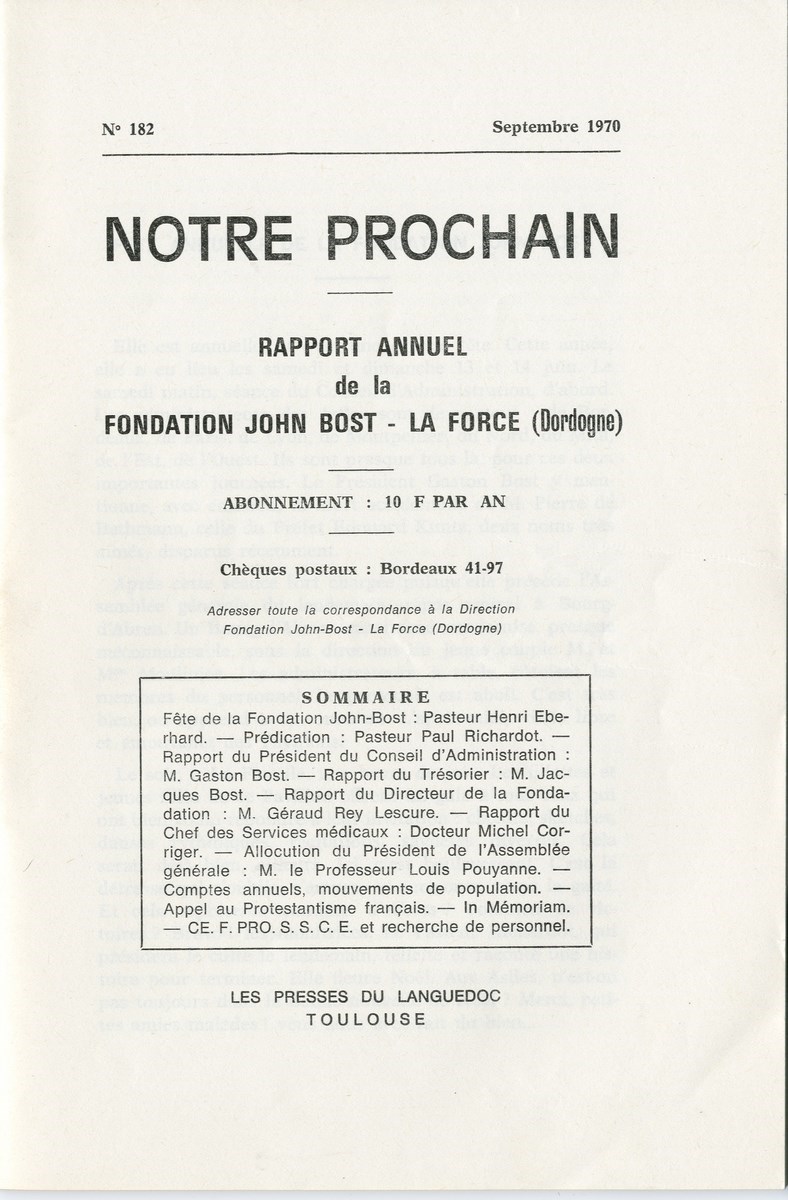 N° 182 Septembre 1970
NOTRE PROCHAIN
RAPPORT ANNUEL
de la
FONDATION JOHN BOST - LA FORCE (Dordogne)
ABONNEMENT : 10 F PAR AN
Chèques postaux : Bordeaux 41-97
Adresser toute la correspondance à la Direction
Fondation John-Bost - La Force (Dordogne)
SOMMAIRE
Fête de la Fondation John-Bost : Pasteur Henri Ebe-
rhard. — Prédication : Pasteur Paul Richardot. —
Rapport du Président du Conseil d'Administration :
M. Gaston Bost. — Rapport du Trésorier : M. Jac-
ques Bost. — Rapport du Directeur de la Fonda-
dation : M. Géraud Rey Lescure. — Rapport du
Chef des Services médicaux : Docteur Michel Cor-
riger. — Allocution du Président de l'Assemblée
générale : M. le Professeur Louis Pouyanne. —
Comptes annuels, mouvements de population. —
Appel au Protestantisme français. — In Mémoriam.
— CE. F. PRO. S. S. C. E. et recherche de personnel.
LES PRESSES DU LANGUEDOC
TOULOUSE